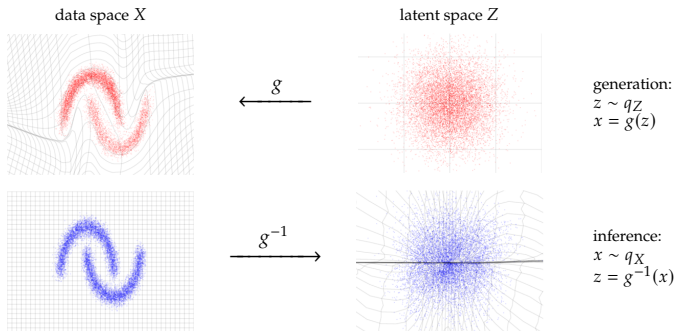 data space X
latent space Z
g
generation:
z ~ q_Z
x = g(z)
g⁻¹
inference:
x ~ q_X
z = g⁻¹(x)